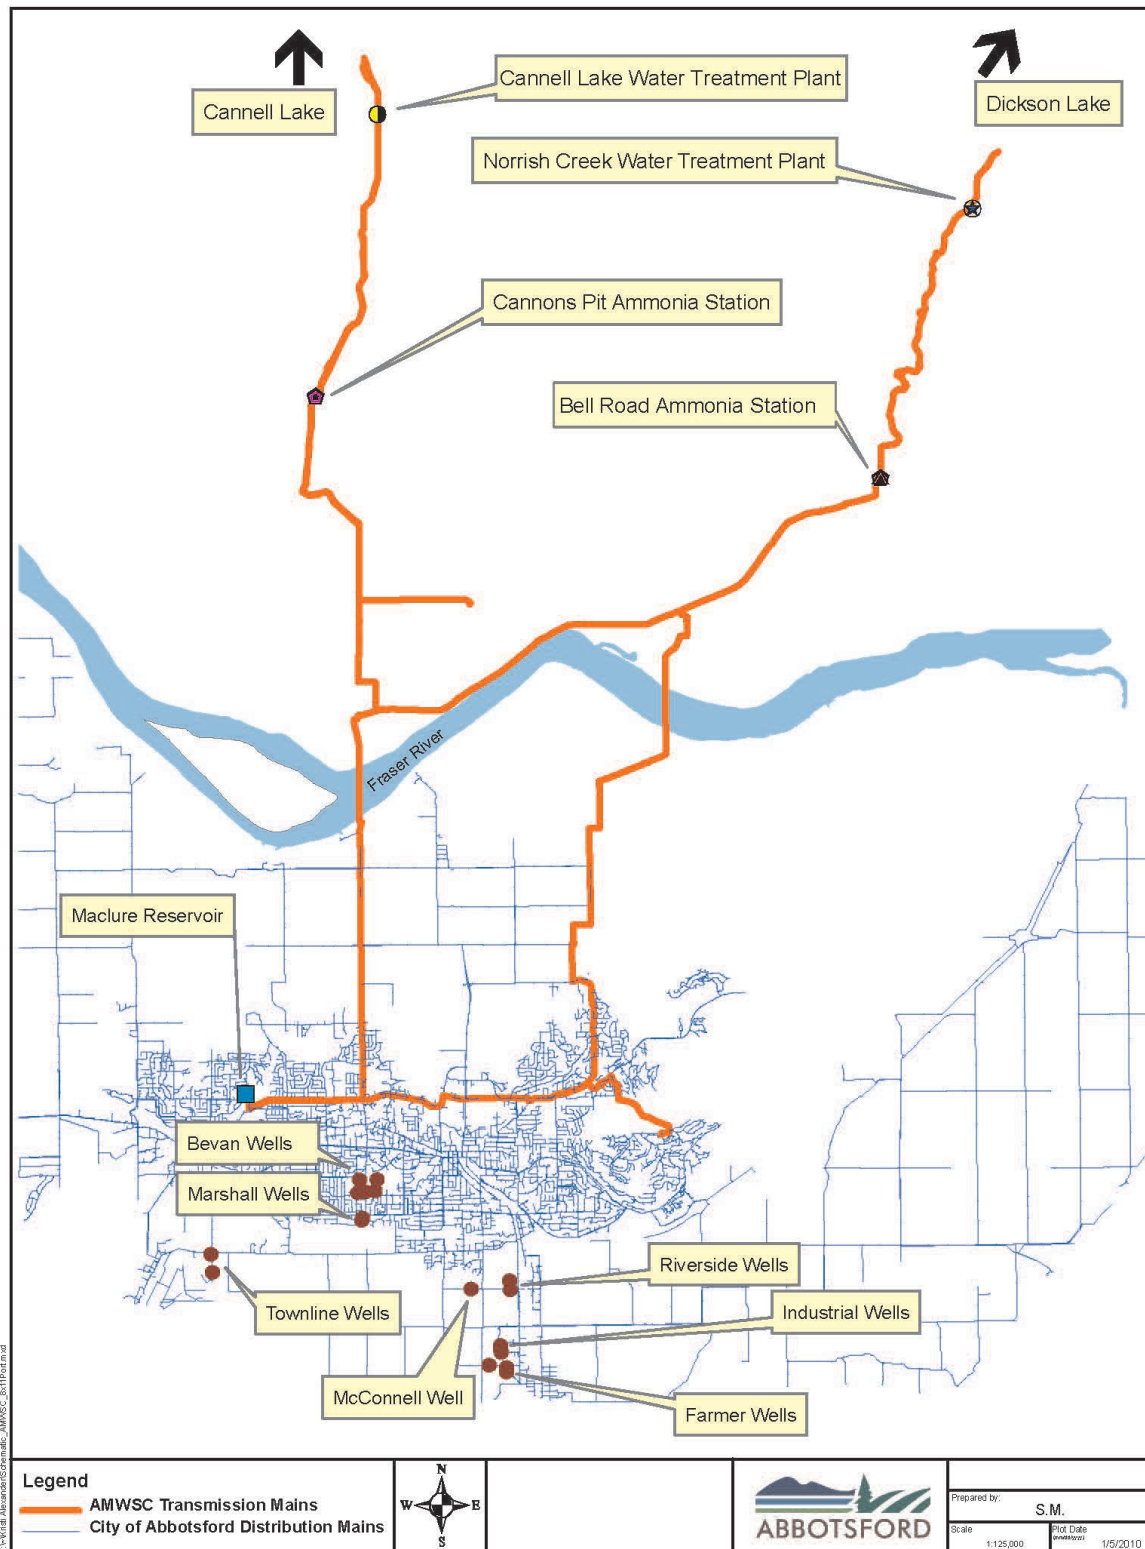 Cannell Lake
Cannell Lake Water Treatment Plant
Dickson Lake
Norrish Creek Water Treatment Plant
Cannons Pit Ammonia Station
Bell Road Ammonia Station
Fraser River
Maclure Reservoir
Bevan Wells
Marshall Wells
Riverside Wells
Townline Wells
Industrial Wells
McConnell Well
Farmer Wells
Legend
AMWSC Transmission Mains
City of Abbotsford Distribution Mains
N
W
E
S
ABBOTSFORD
Prepared by:
S.M.
Scale
1:125,000
Plot Date
1/5/2010